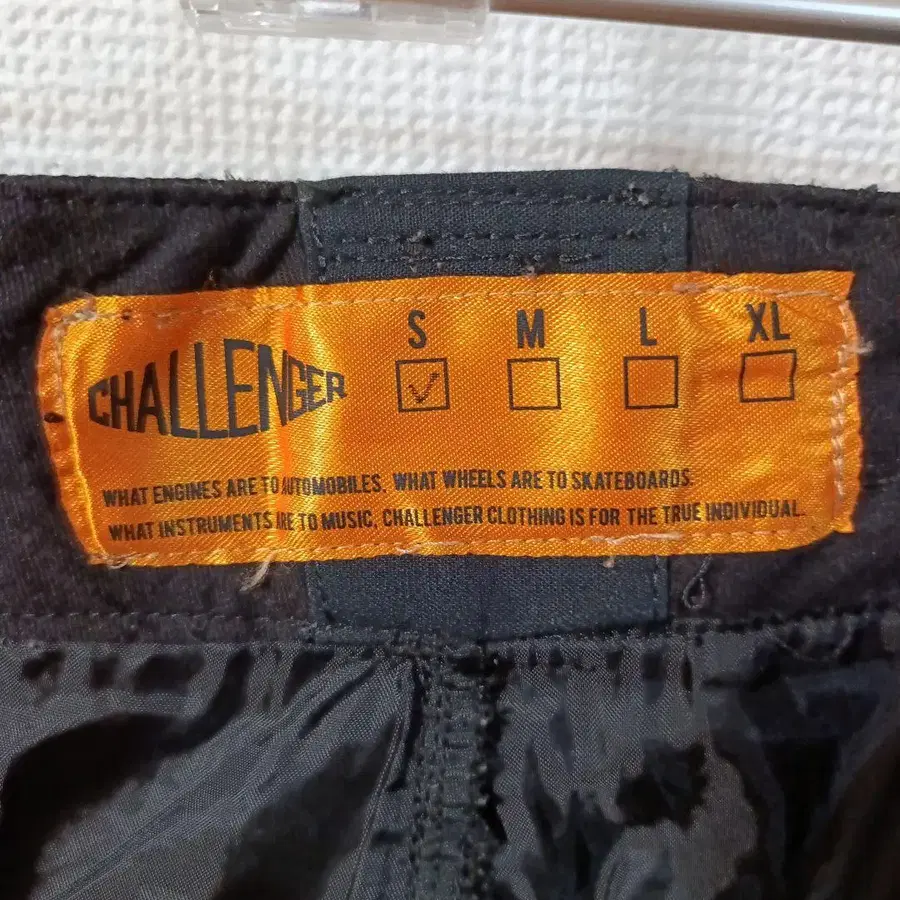 CHALLENGER
S M L XL
WHAT ENGINES ARE TO AUTOMOBILES. WHAT WHEELS ARE TO SKATEBOARDS.
WHAT INSTRUMENTS ARE TO MUSIC, CHALLENGER CLOTHING IS FOR THE TRUE INDIVIDUAL.